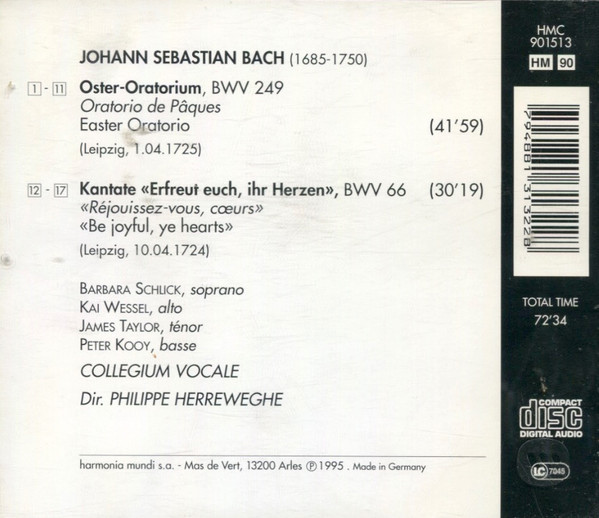 JOHANN SEBASTIAN BACH (1685-1750)
1 - 11 Oster-Oratorium, BWV 249
Oratorio de Pâques
Easter Oratorio (41'59)
(Leipzig, 1.04.1725)
12 - 17 Kantate «Erfreut euch, ihr Herzen», BWV 66 (30'19)
«Réjouissez-vous, cœurs»
«Be joyful, ye hearts»
(Leipzig, 10.04.1724)
BARBARA SCHLICK, soprano
KAI WESSEL, alto
JAMES TAYLOR, ténor
PETER KOOY, basse
COLLEGIUM VOCALE
Dir. PHILIPPE HERREWEGHE
harmonia mundi s.a. - Mas de Vert, 13200 Arles ℗ 1995 . Made in Germany
HMC
901513
HM 90
794881313228
TOTAL TIME
72'34
COMPACT
disc
DIGITAL AUDIO
LC 7045